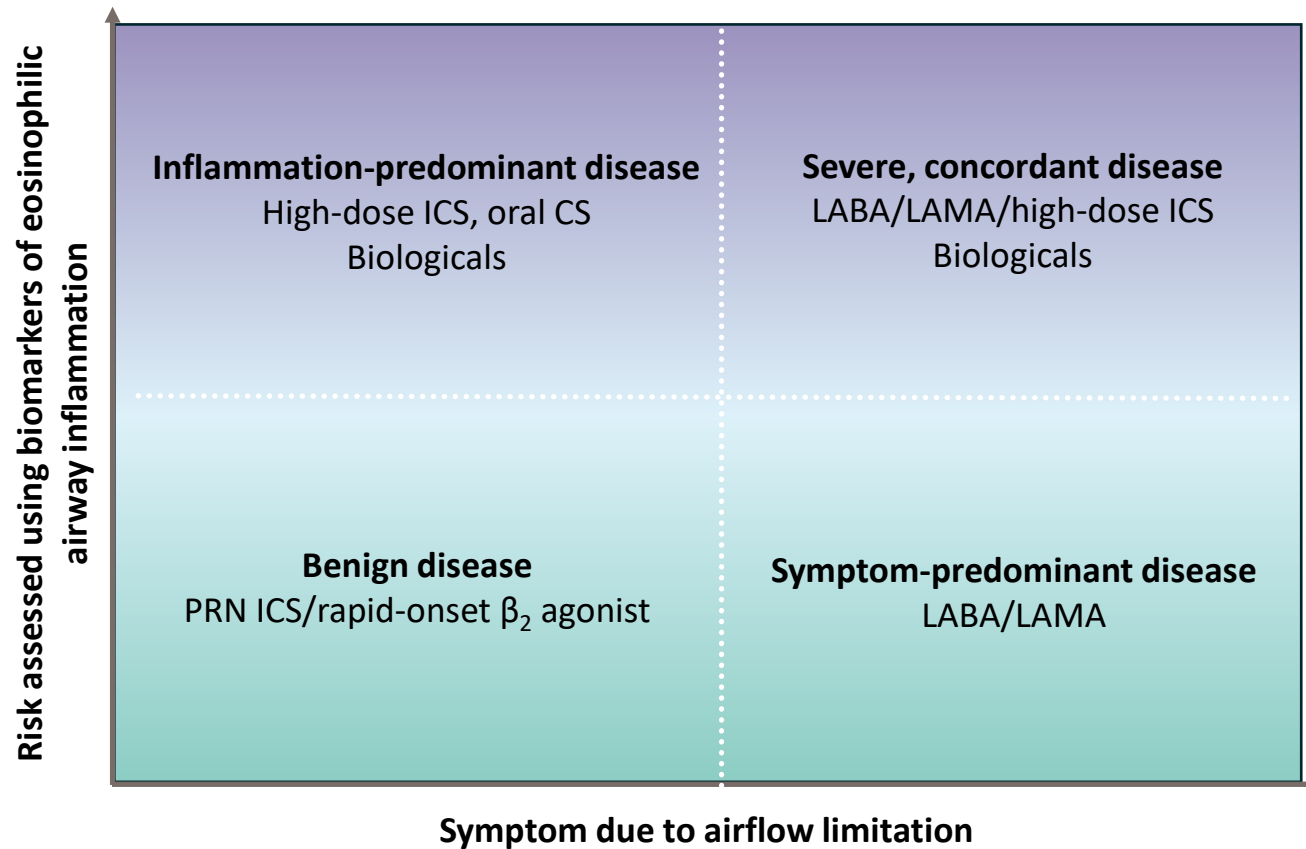 Risk assessed using biomarkers of eosinophilic
airway inflammation
Inflammation-predominant disease
High-dose ICS, oral CS
Biologicals
Severe, concordant disease
LABA/LAMA/high-dose ICS
Biologicals
Benign disease
PRN ICS/rapid-onset β₂ agonist
Symptom-predominant disease
LABA/LAMA
Symptom due to airflow limitation